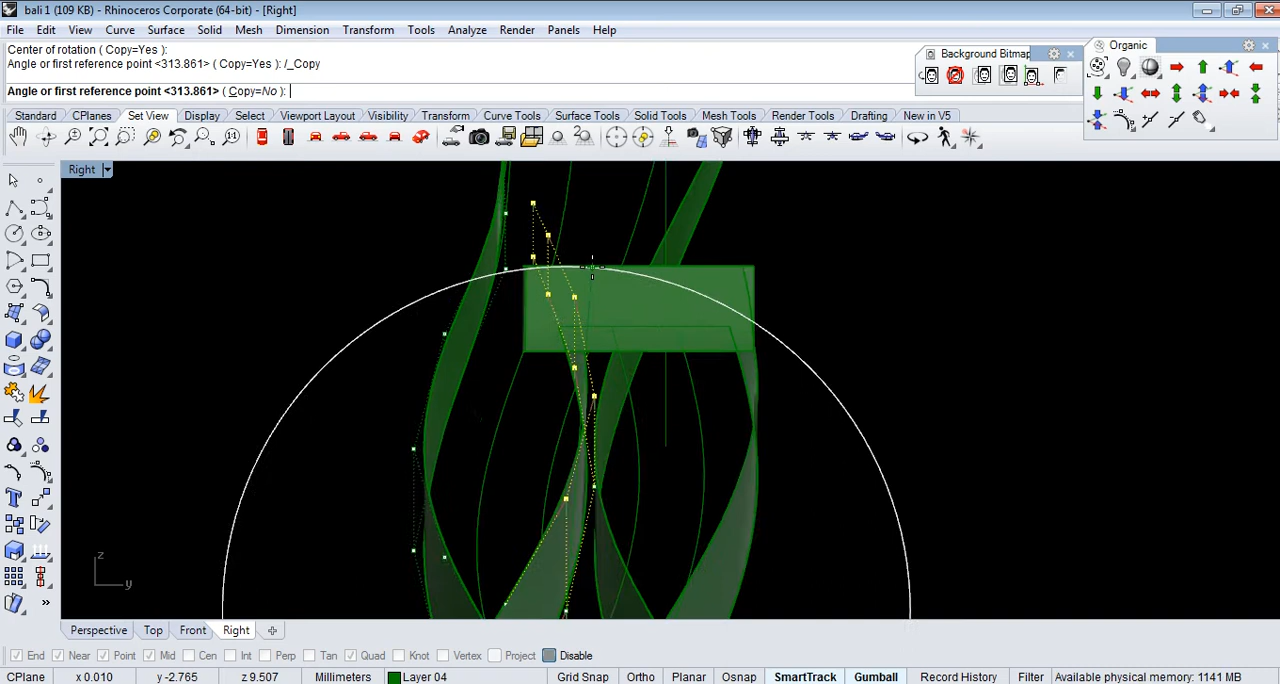 bali 1 (109 KB) - Rhinoceros Corporate (64-bit) - [Right]
File Edit View Curve Surface Solid Mesh Dimension Transform Tools Analyze Render Panels Help
Center of rotation ( Copy=Yes ):
Angle or first reference point <313.861> ( Copy=Yes ): /_Copy
Angle or first reference point <313.861> ( Copy=No ):
Background Bitmap
Organic
Standard CPlanes Set View Display Select Viewport Layout Visibility Transform Curve Tools Surface Tools Solid Tools Mesh Tools Render Tools Drafting New in V5
Right
z
y
Perspective Top Front Right
End Near Point Mid Cen Int Perp Tan Quad Knot Vertex Project Disable
CPlane x 0.010 y -2.765 z 9.507 Millimeters Layer 04 Grid Snap Ortho Planar Osnap SmartTrack Gumball Record History Filter Available physical memory: 1141 MB